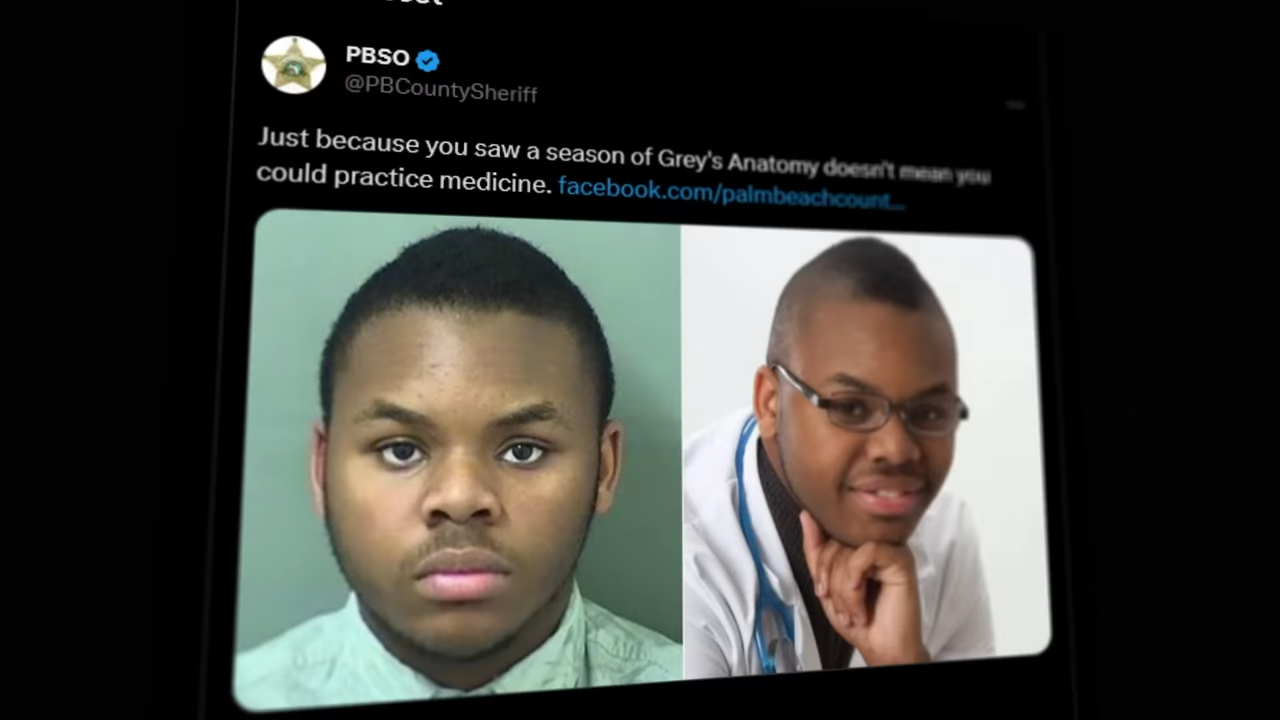 PBSO
@PBCountySheriff
Just because you saw a season of Grey's Anatomy doesn't mean you
could practice medicine. facebook.com/palmbeachcount...